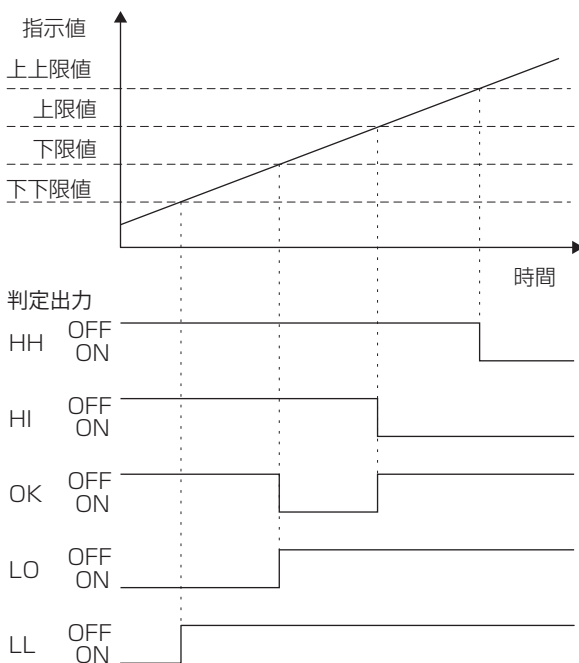 指示値
上上限値
上限値
下限値
下下限値
時間
判定出力
HH OFF
ON
HI OFF
ON
OK OFF
ON
LO OFF
ON
LL OFF
ON